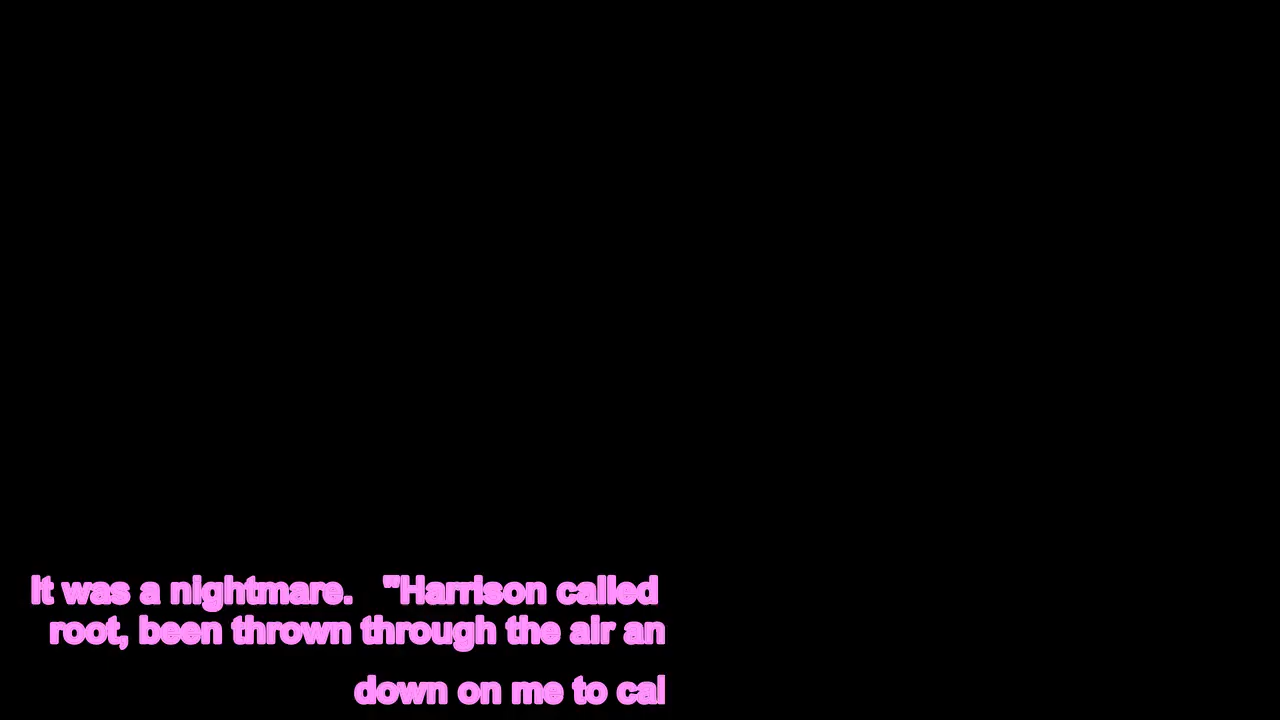 It was a nightmare.   "Harrison called
root, been thrown through the air an
down on me to cal